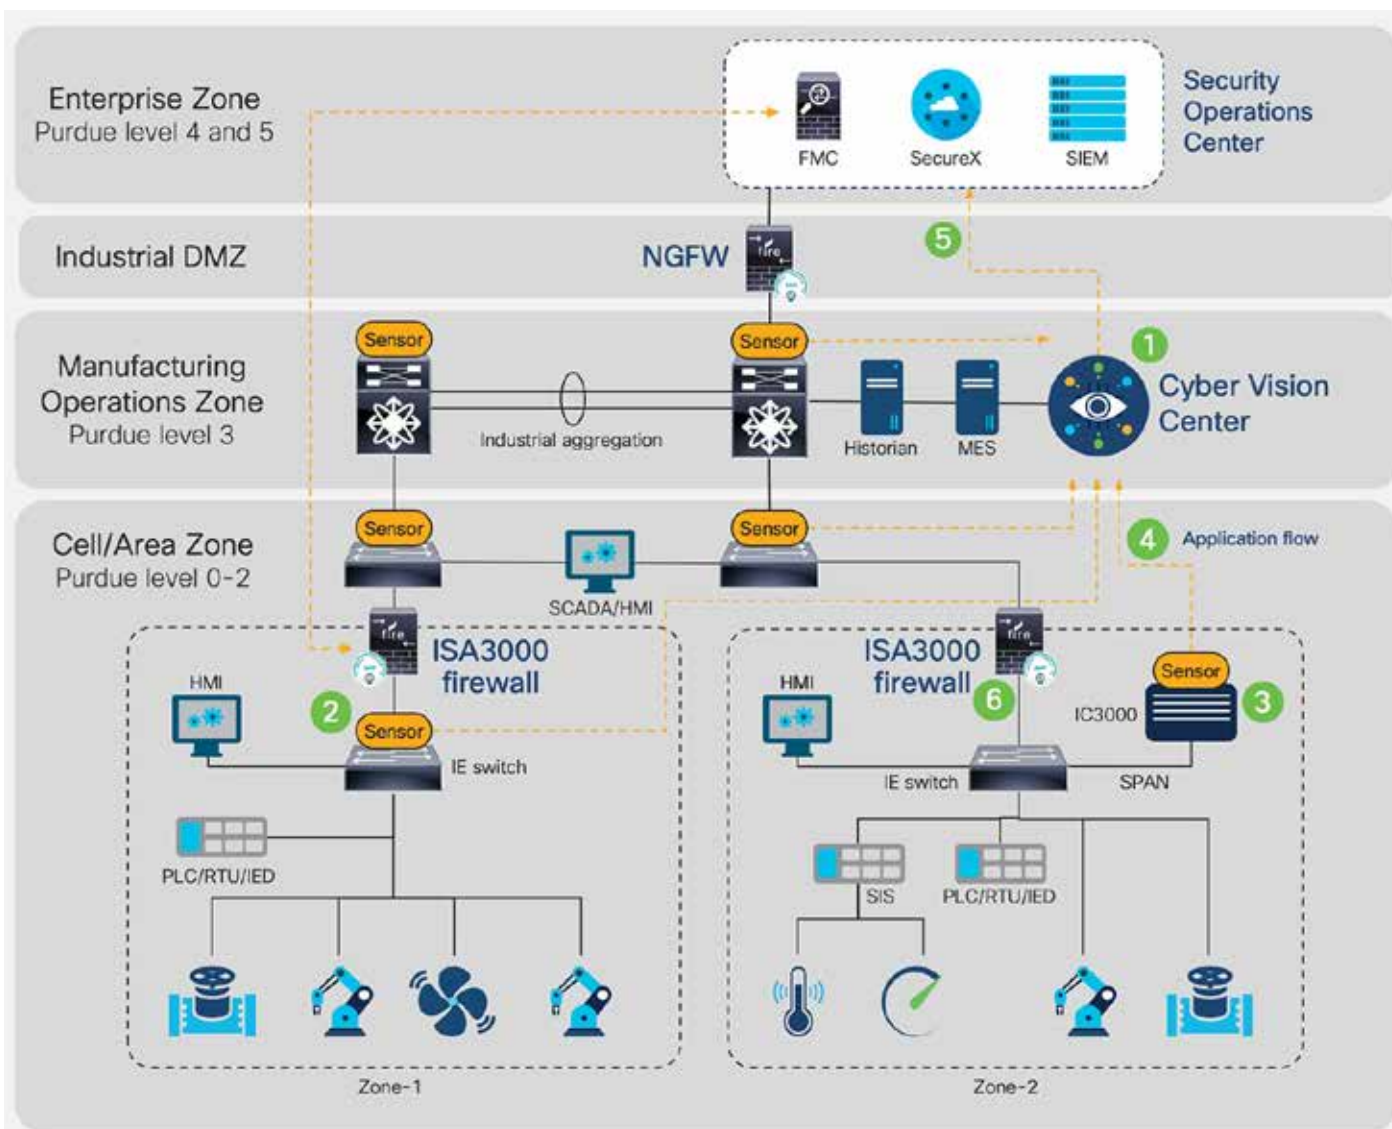 Enterprise Zone
Purdue level 4 and 5
FMC
SecureX
SIEM
Security
Operations
Center
5
Industrial DMZ
NGFW
fire
Manufacturing
Operations Zone
Purdue level 3
Sensor
Sensor
Industrial aggregation
Historian
MES
1
Cyber Vision
Center
Cell/Area Zone
Purdue level 0-2
Sensor
Sensor
SCADA/HMI
4
Application flow
fire
ISA3000
firewall
HMI
2
Sensor
IE switch
PLC/RTU/IED
Zone-1
ISA3000
firewall
fire
6
HMI
Sensor
IC3000
3
IE switch
SPAN
SIS
PLC/RTU/IED
Zone-2